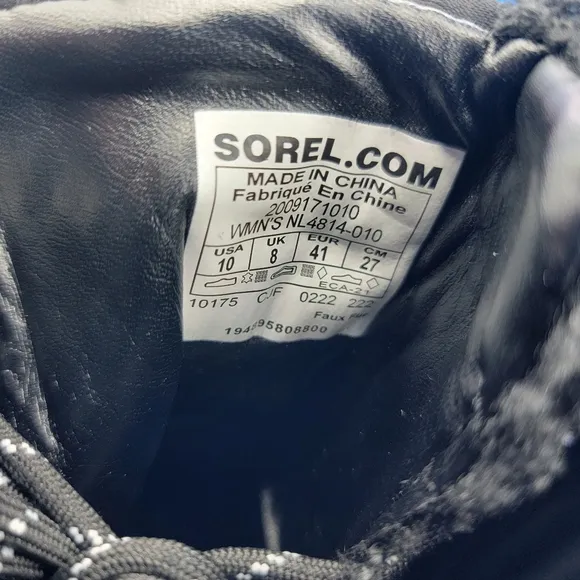 SOREL.COM
MADE IN CHINA
Fabriqué En Chine
2009171010
WMN'S NL4814-010
USA UK EUR CM
10 8 41 27
10175 0222 222
Faux